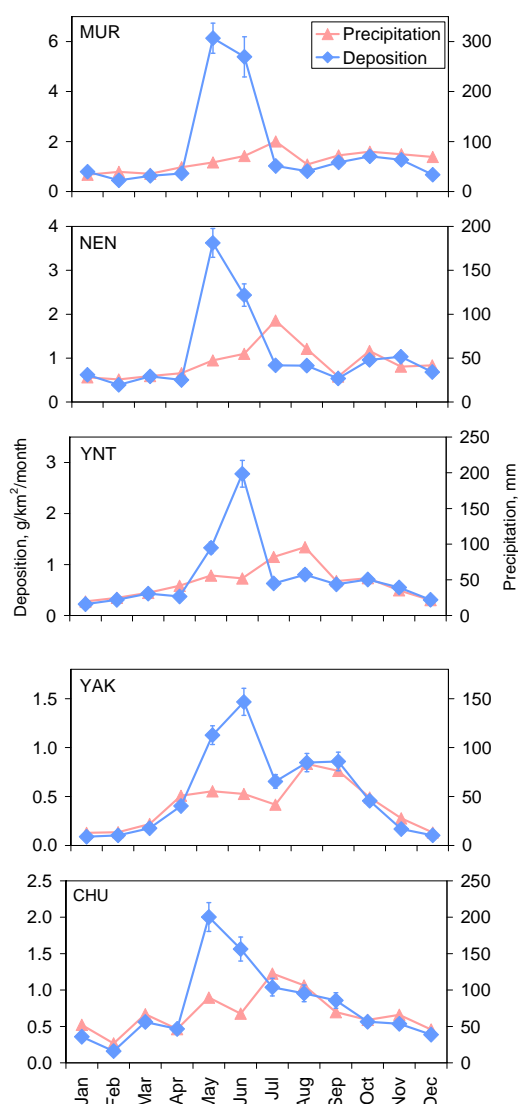 MUR
Precipitation
Deposition
6
4
2
0
300
200
100
0
NEN
4
3
2
1
0
200
150
100
50
0
YNT
3
2
1
0
250
200
150
100
50
0
Deposition, g/km²/month
Precipitation, mm
YAK
1.5
1.0
0.5
0.0
150
100
50
0
CHU
2.5
2.0
1.5
1.0
0.5
0.0
250
200
150
100
50
0
Jan
Feb
Mar
Apr
May
Jun
Jul
Aug
Sep
Oct
Nov
Dec